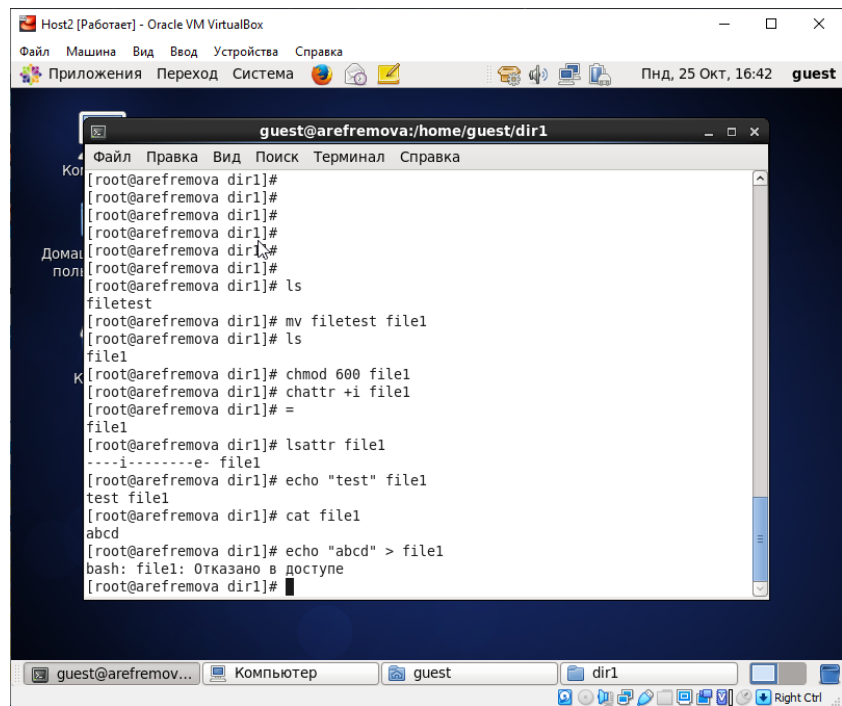 Host2 [Работает] - Oracle VM VirtualBox
Файл Машина Вид Ввод Устройства Справка
Приложения Переход Система Пнд, 25 Окт, 16:42 guest
guest@arefremova:/home/guest/dir1
Файл Правка Вид Поиск Терминал Справка
[root@arefremova dir1]#
[root@arefremova dir1]#
[root@arefremova dir1]#
[root@arefremova dir1]#
[root@arefremova dir1]#
[root@arefremova dir1]#
[root@arefremova dir1]# ls
filetest
[root@arefremova dir1]# mv filetest file1
[root@arefremova dir1]# ls
file1
[root@arefremova dir1]# chmod 600 file1
[root@arefremova dir1]# chattr +i file1
[root@arefremova dir1]# =
file1
[root@arefremova dir1]# lsattr file1
----i--------e- file1
[root@arefremova dir1]# echo "test" file1
test file1
[root@arefremova dir1]# cat file1
abcd
[root@arefremova dir1]# echo "abcd" > file1
bash: file1: Отказано в доступе
[root@arefremova dir1]#
guest@arefremov... Компьютер guest dir1
Right Ctrl